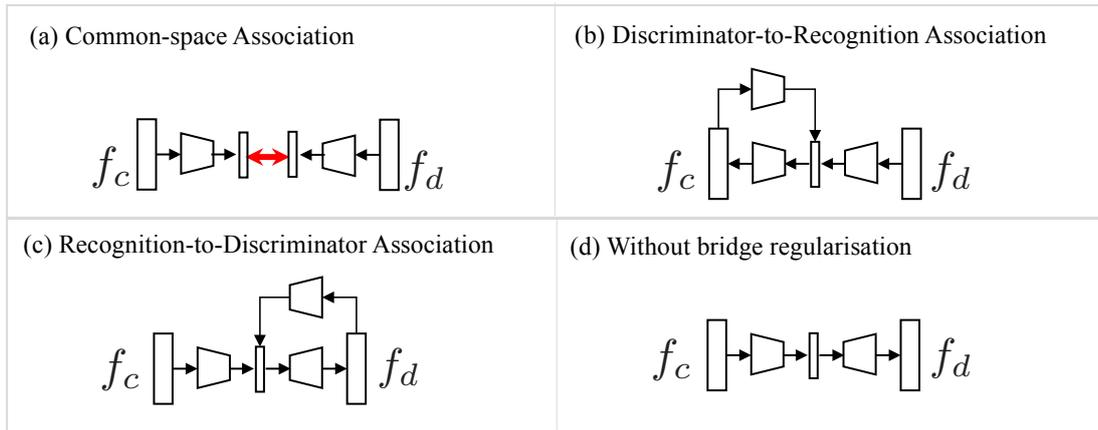 (a) Common-space Association
f_c f_d
(b) Discriminator-to-Recognition Association
f_c f_d
(c) Recognition-to-Discriminator Association
f_c f_d
(d) Without bridge regularisation
f_c f_d